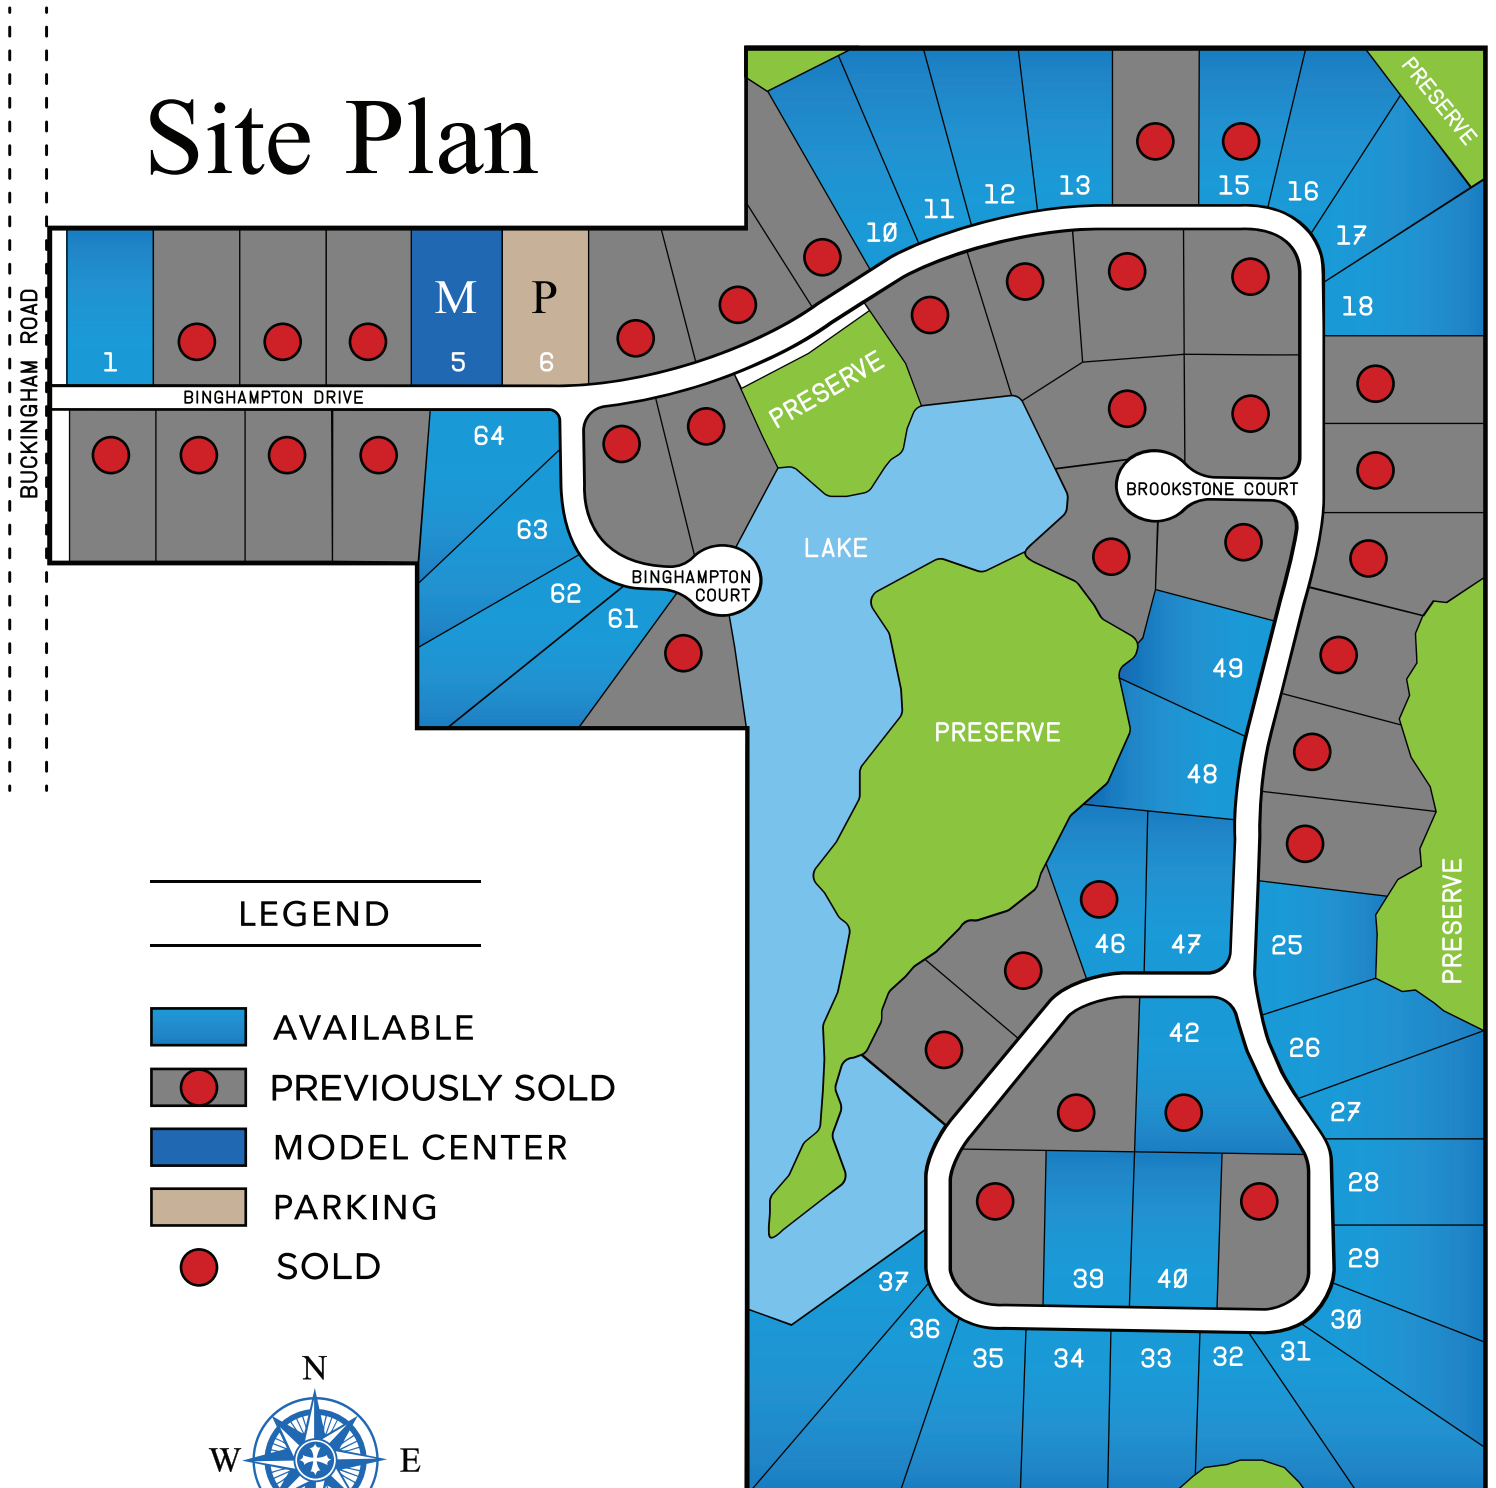 Site Plan
PRESERVE
10
11
12
13
15
16
17
18
BUCKINGHAM ROAD
1
M
5
P
6
BINGHAMPTON DRIVE
PRESERVE
64
63
62
61
BINGHAMPTON
COURT
LAKE
BROOKSTONE COURT
PRESERVE
49
48
46
47
25
PRESERVE
42
26
27
28
29
30
31
32
33
34
35
36
37
39
40
LEGEND
AVAILABLE
PREVIOUSLY SOLD
MODEL CENTER
PARKING
SOLD
N
W
E